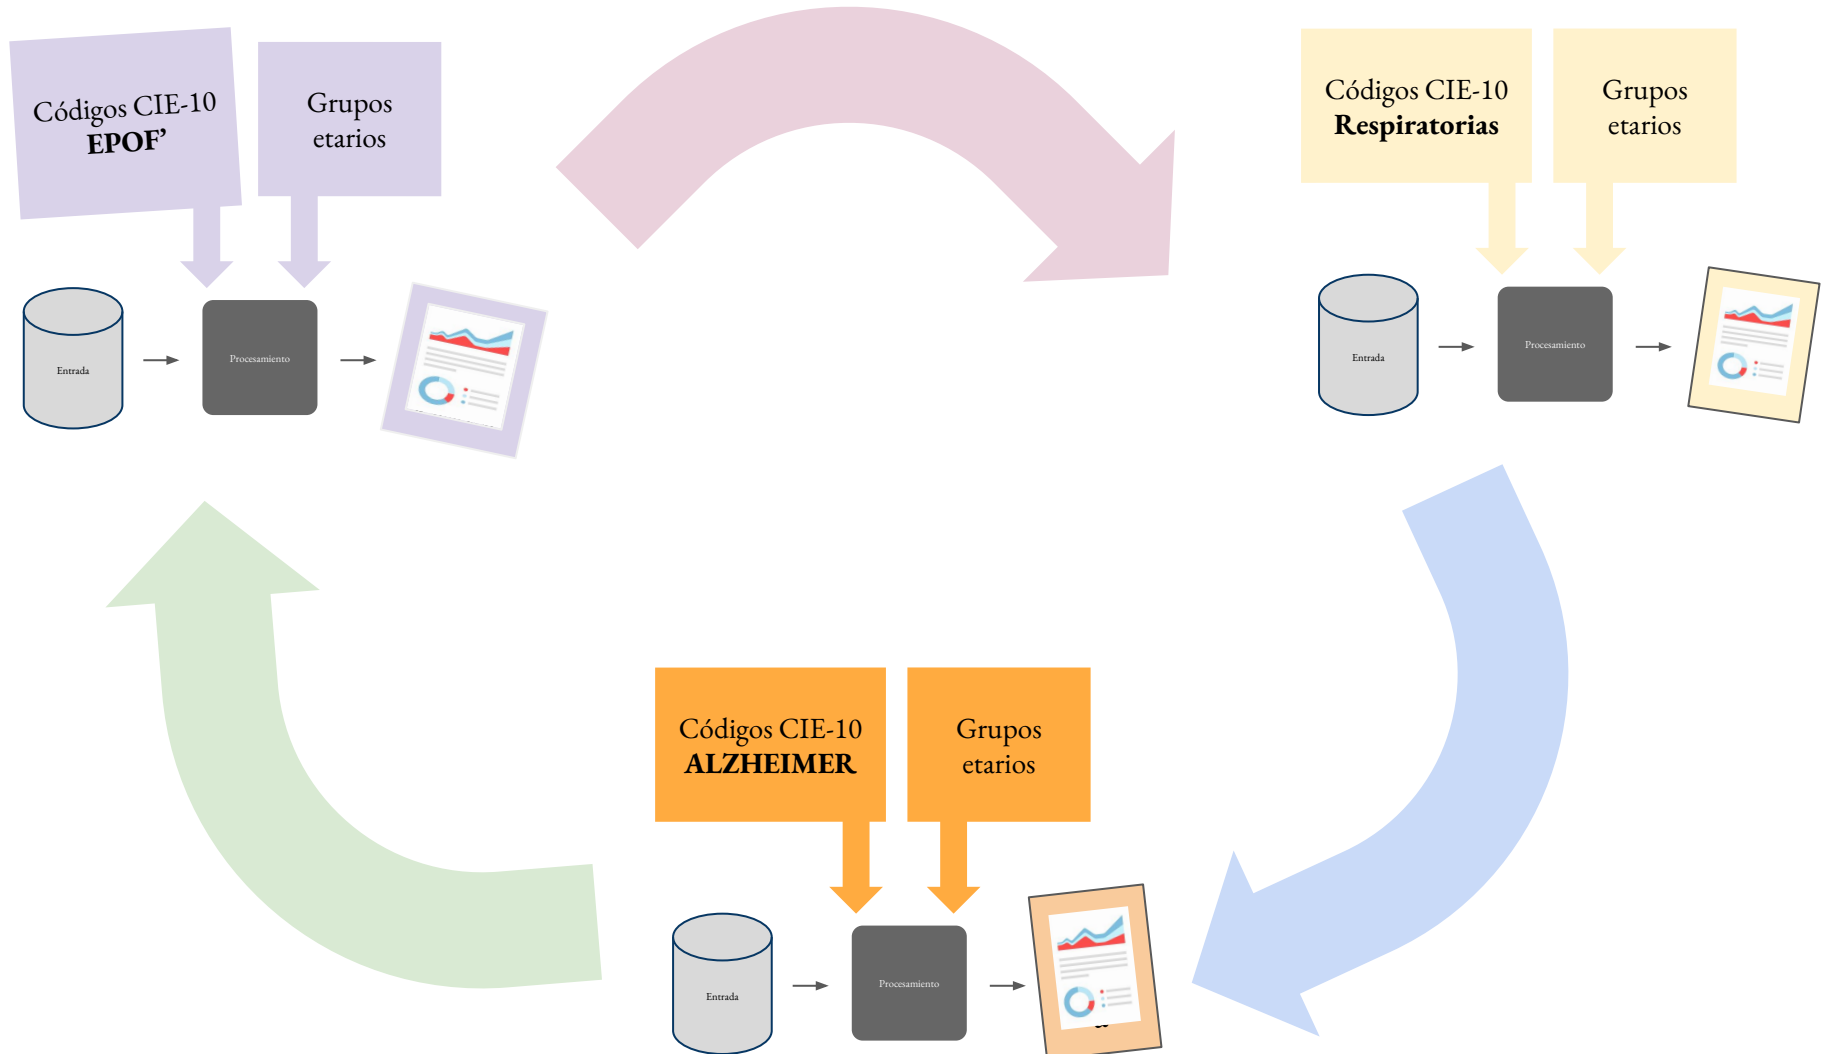 Códigos CIE-10
EPOF’
Grupos
etarios
Entrada
Procesamiento
Códigos CIE-10
Respiratorias
Grupos
etarios
Entrada
Procesamiento
Códigos CIE-10
ALZHEIMER
Grupos
etarios
Entrada
Procesamiento